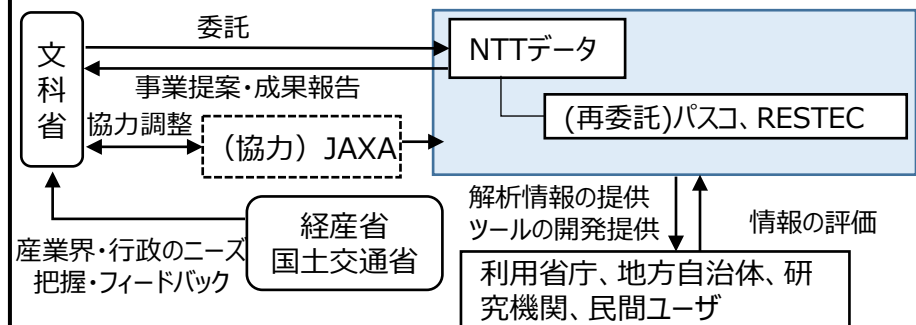 委託
文
科
省
NTTデータ
事業提案・成果報告
(再委託)パスコ、RESTEC
協力調整
（協力）JAXA
解析情報の提供
ツールの開発提供
情報の評価
経産省
国土交通省
産業界・行政のニーズ
把握・フィードバック
利用省庁、地方自治体、研
究機関、民間ユーザ